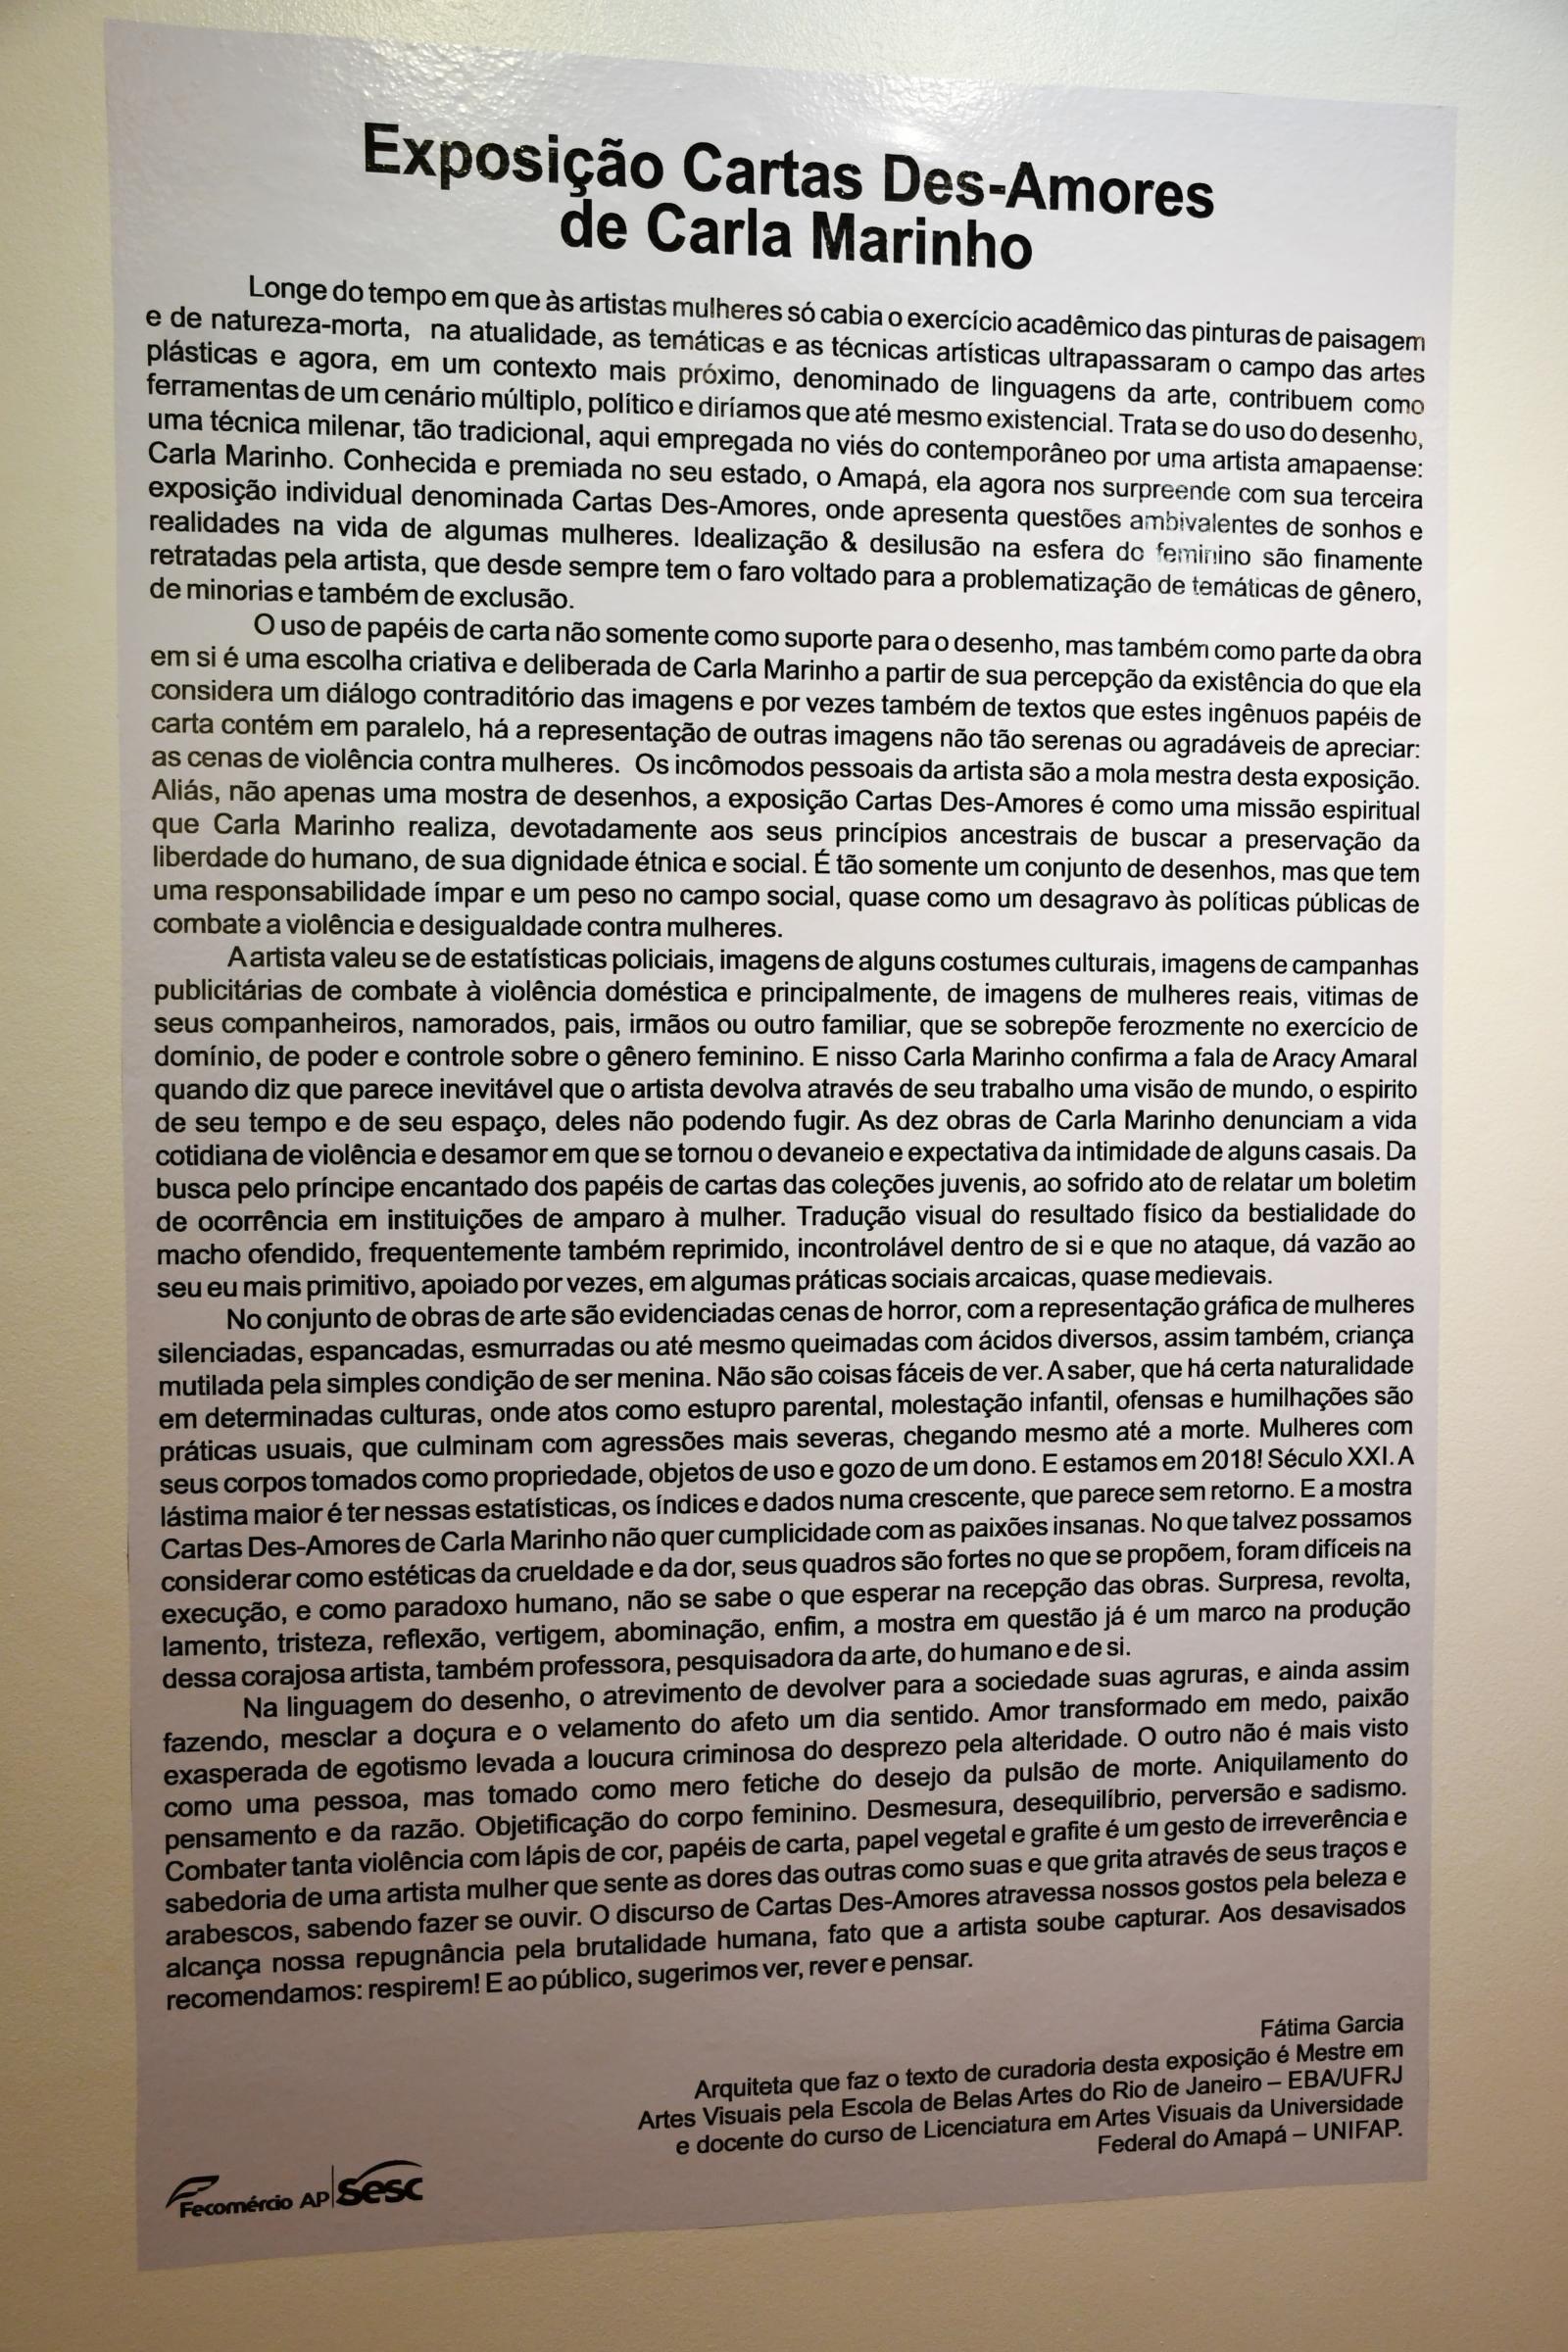 Exposição Cartas Des-Amores
de Carla Marinho
Longe do tempo em que às artistas mulheres só cabia o exercício acadêmico das pinturas de paisagem
e de natureza-morta, na atualidade, as temáticas e as técnicas artísticas ultrapassaram o campo das artes
plásticas e agora, em um contexto mais próximo, denominado de linguagens da arte, contribuem como
ferramentas de um cenário múltiplo, político e diríamos que até mesmo existencial. Trata se do uso do desenho,
uma técnica milenar, tão tradicional, aqui empregada no viés do contemporâneo por uma artista amapaense:
Carla Marinho. Conhecida e premiada no seu estado, o Amapá, ela agora nos surpreende com sua terceira
exposição individual denominada Cartas Des-Amores, onde apresenta questões ambivalentes de sonhos e
realidades na vida de algumas mulheres. Idealização & desilusão na esfera do feminino são finamente
retratadas pela artista, que desde sempre tem o faro voltado para a problematização de temáticas de gênero,
de minorias e também de exclusão.
O uso de papéis de carta não somente como suporte para o desenho, mas também como parte da obra
em si é uma escolha criativa e deliberada de Carla Marinho a partir de sua percepção da existência do que ela
considera um diálogo contraditório das imagens e por vezes também de textos que estes ingênuos papéis de
carta contém em paralelo, há a representação de outras imagens não tão serenas ou agradáveis de apreciar:
as cenas de violência contra mulheres. Os incômodos pessoais da artista são a mola mestra desta exposição.
Aliás, não apenas uma mostra de desenhos, a exposição Cartas Des-Amores é como uma missão espiritual
que Carla Marinho realiza, devotadamente aos seus princípios ancestrais de buscar a preservação da
liberdade do humano, de sua dignidade étnica e social. É tão somente um conjunto de desenhos, mas que tem
uma responsabilidade ímpar e um peso no campo social, quase como um desagravo às políticas públicas de
combate a violência e desigualdade contra mulheres.
A artista valeu se de estatísticas policiais, imagens de alguns costumes culturais, imagens de campanhas
publicitárias de combate à violência doméstica e principalmente, de imagens de mulheres reais, vitimas de
seus companheiros, namorados, pais, irmãos ou outro familiar, que se sobrepõe ferozmente no exercício de
domínio, de poder e controle sobre o gênero feminino. E nisso Carla Marinho confirma a fala de Aracy Amaral
quando diz que parece inevitável que o artista devolva através de seu trabalho uma visão de mundo, o espirito
de seu tempo e de seu espaço, deles não podendo fugir. As dez obras de Carla Marinho denunciam a vida
cotidiana de violência e desamor em que se tornou o devaneio e expectativa da intimidade de alguns casais. Da
busca pelo príncipe encantado dos papéis de cartas das coleções juvenis, ao sofrido ato de relatar um boletim
de ocorrência em instituições de amparo à mulher. Tradução visual do resultado físico da bestialidade do
macho ofendido, frequentemente também reprimido, incontrolável dentro de si e que no ataque, dá vazão ao
seu eu mais primitivo, apoiado por vezes, em algumas práticas sociais arcaicas, quase medievais.
No conjunto de obras de arte são evidenciadas cenas de horror, com a representação gráfica de mulheres
silenciadas, espancadas, esmurradas ou até mesmo queimadas com ácidos diversos, assim também, criança
mutilada pela simples condição de ser menina. Não são coisas fáceis de ver. A saber, que há certa naturalidade
em determinadas culturas, onde atos como estupro parental, molestação infantil, ofensas e humilhações são
práticas usuais, que culminam com agressões mais severas, chegando mesmo até a morte. Mulheres com
seus corpos tomados como propriedade, objetos de uso e gozo de um dono. E estamos em 2018! Século XXI. A
lástima maior é ter nessas estatísticas, os índices e dados numa crescente, que parece sem retorno. E a mostra
Cartas Des-Amores de Carla Marinho não quer cumplicidade com as paixões insanas. No que talvez possamos
considerar como estéticas da crueldade e da dor, seus quadros são fortes no que se propõem, foram difíceis na
execução, e como paradoxo humano, não se sabe o que esperar na recepção das obras. Surpresa, revolta,
lamento, tristeza, reflexão, vertigem, abominação, enfim, a mostra em questão já é um marco na produção
dessa corajosa artista, também professora, pesquisadora da arte, do humano e de si.
Na linguagem do desenho, o atrevimento de devolver para a sociedade suas agruras, e ainda assim
fazendo, mesclar a doçura e o velamento do afeto um dia sentido. Amor transformado em medo, paixão
exasperada de egotismo levada a loucura criminosa do desprezo pela alteridade. O outro não é mais visto
como uma pessoa, mas tomado como mero fetiche do desejo da pulsão de morte. Aniquilamento do
pensamento e da razão. Objetificação do corpo feminino. Desmesura, desequilíbrio, perversão e sadismo.
Combater tanta violência com lápis de cor, papéis de carta, papel vegetal e grafite é um gesto de irreverência e
sabedoria de uma artista mulher que sente as dores das outras como suas e que grita através de seus traços e
arabescos, sabendo fazer se ouvir. O discurso de Cartas Des-Amores atravessa nossos gostos pela beleza e
alcança nossa repugnância pela brutalidade humana, fato que a artista soube capturar. Aos desavisados
recomendamos: respirem! E ao público, sugerimos ver, rever e pensar.
Fátima Garcia
Arquiteta que faz o texto de curadoria desta exposição é Mestre em
Artes Visuais pela Escola de Belas Artes do Rio de Janeiro – EBA/UFRJ
e docente do curso de Licenciatura em Artes Visuais da Universidade
Federal do Amapá – UNIFAP.
Fecomércio AP Sesc